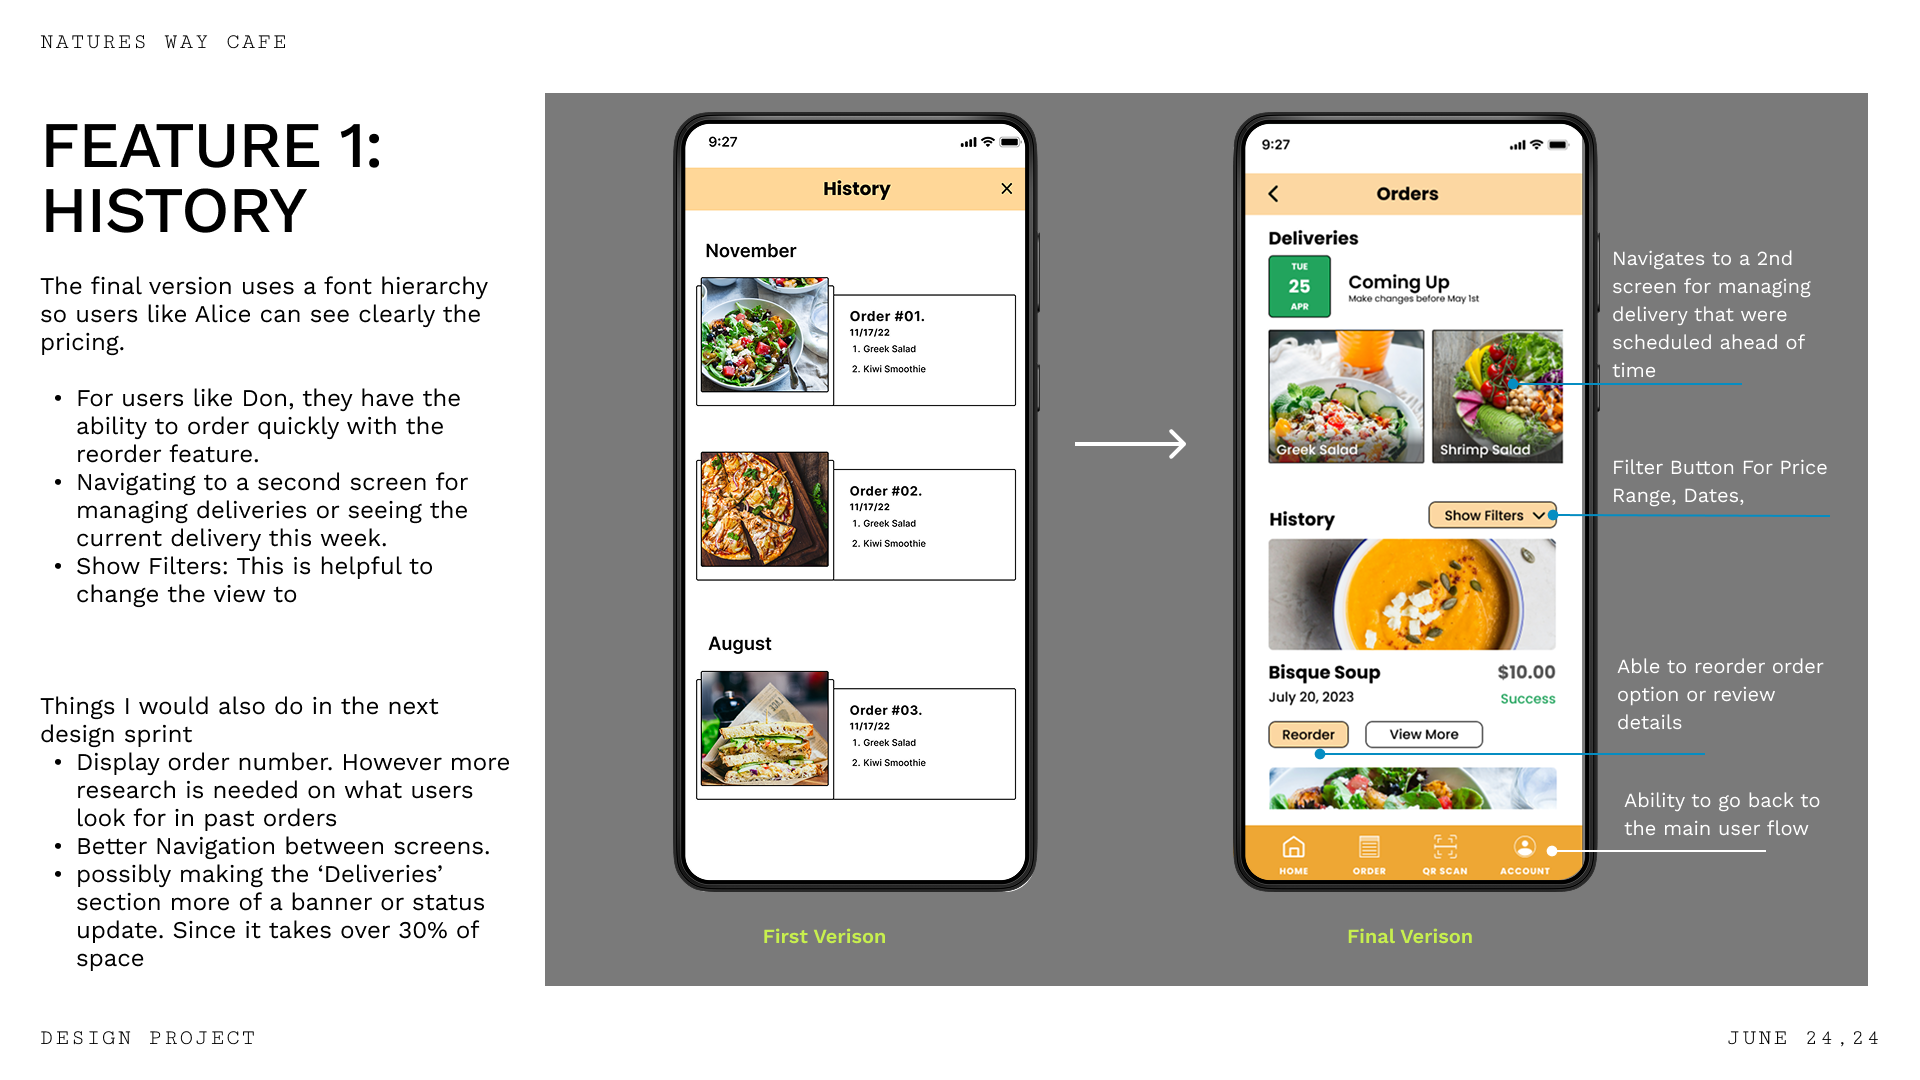 NATURES WAY CAFE
FEATURE 1:
HISTORY
The final version uses a font hierarchy
so users like Alice can see clearly the
pricing.
• For users like Don, they have the
ability to order quickly with the
reorder feature.
• Navigating to a second screen for
managing deliveries or seeing the
current delivery this week.
• Show Filters: This is helpful to
change the view to
Things I would also do in the next
design sprint
• Display order number. However more
research is needed on what users
look for in past orders
• Better Navigation between screens.
• possibly making the ‘Deliveries’
section more of a banner or status
update. Since it takes over 30% of
space
9:27
History
November
Order #01.
11/17/22
1. Greek Salad
2. Kiwi Smoothie
Order #02.
11/17/22
1. Greek Salad
2. Kiwi Smoothie
August
Order #03.
11/17/22
1. Greek Salad
2. Kiwi Smoothie
First Verison
9:27
Orders
Deliveries
TUE
25
APR
Coming Up
Make changes before May 1st
Greek Salad
Shrimp Salad
History
Show Filters
Bisque Soup
$10.00
July 20, 2023
Success
Reorder
View More
HOME
ORDER
QR SCAN
ACCOUNT
Final Verison
Navigates to a 2nd
screen for managing
delivery that were
scheduled ahead of
time
Filter Button For Price
Range, Dates,
Able to reorder order
option or review
details
Ability to go back to
the main user flow
DESIGN PROJECT
JUNE 24,24